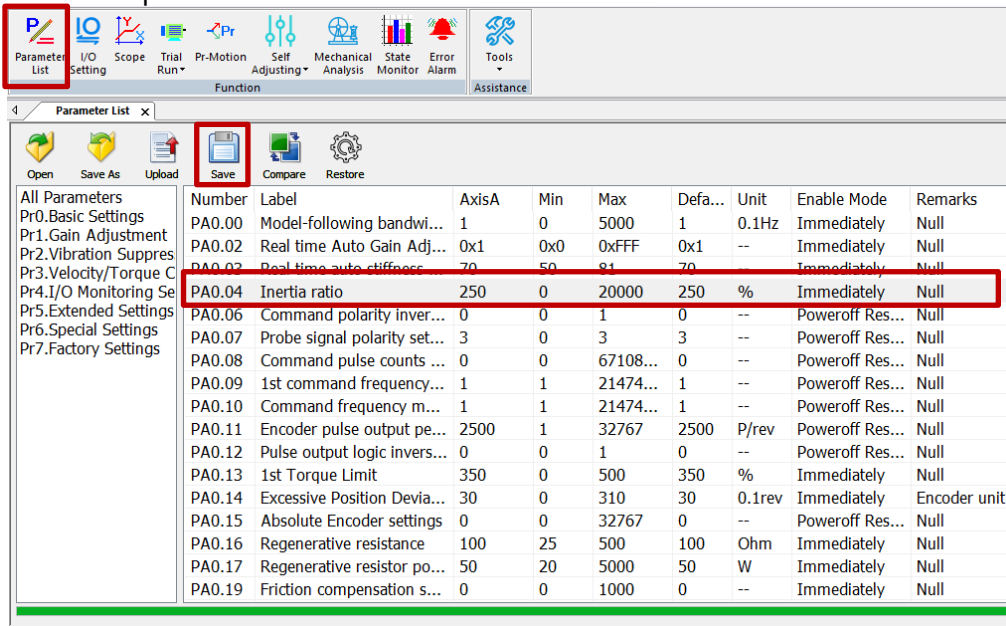 Parameter List I/O Setting Scope Trial Run Pr-Motion Self Adjusting Mechanical Analysis State Monitor Error Alarm Tools
Function Assistance
Parameter List x
Open Save As Upload Save Compare Restore
All Parameters
Pr0.Basic Settings
Pr1.Gain Adjustment
Pr2.Vibration Suppres
Pr3.Velocity/Torque C
Pr4.I/O Monitoring Se
Pr5.Extended Settings
Pr6.Special Settings
Pr7.Factory Settings
Number Label AxisA Min Max Defa... Unit Enable Mode Remarks
PA0.00 Model-following bandwi... 1 0 5000 1 0.1Hz Immediately Null
PA0.02 Real time Auto Gain Adj... 0x1 0x0 0xFFF 0x1 -- Immediately Null
PA0.03 Real time auto stiffness ... 70 50 81 70 -- Immediately Null
PA0.04 Inertia ratio 250 0 20000 250 % Immediately Null
PA0.06 Command polarity inver... 0 0 1 0 -- Poweroff Res... Null
PA0.07 Probe signal polarity set... 3 0 3 3 -- Poweroff Res... Null
PA0.08 Command pulse counts ... 0 0 67108... 0 -- Poweroff Res... Null
PA0.09 1st command frequency... 1 1 21474... 1 -- Poweroff Res... Null
PA0.10 Command frequency m... 1 1 21474... 1 -- Poweroff Res... Null
PA0.11 Encoder pulse output pe... 2500 1 32767 2500 P/rev Poweroff Res... Null
PA0.12 Pulse output logic invers... 0 0 1 0 -- Poweroff Res... Null
PA0.13 1st Torque Limit 350 0 500 350 % Immediately Null
PA0.14 Excessive Position Devia... 30 0 310 30 0.1rev Immediately Encoder unit
PA0.15 Absolute Encoder settings 0 0 32767 0 -- Poweroff Res... Null
PA0.16 Regenerative resistance 100 25 500 100 Ohm Immediately Null
PA0.17 Regenerative resistor po... 50 20 5000 50 W Immediately Null
PA0.19 Friction compensation s... 0 0 1000 0 -- Immediately Null